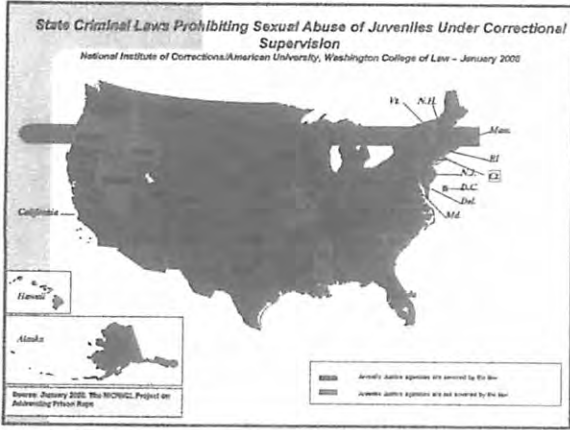 State Criminal Laws Prohibiting Sexual Abuse of Juveniles Under Correctional
Supervision
National Institute of Corrections/American University, Washington College of Law – January 2008
Vt. N.H.
Mass.
RI
Ct.
N.J.
D.C.
Del.
Md.
California
Hawaii
Alaska
Juvenile Justice agencies are covered by the law
Juvenile Justice agencies are not covered by the law
Source: January 2008, The NIC/WCL Project on
Addressing Prison Rape